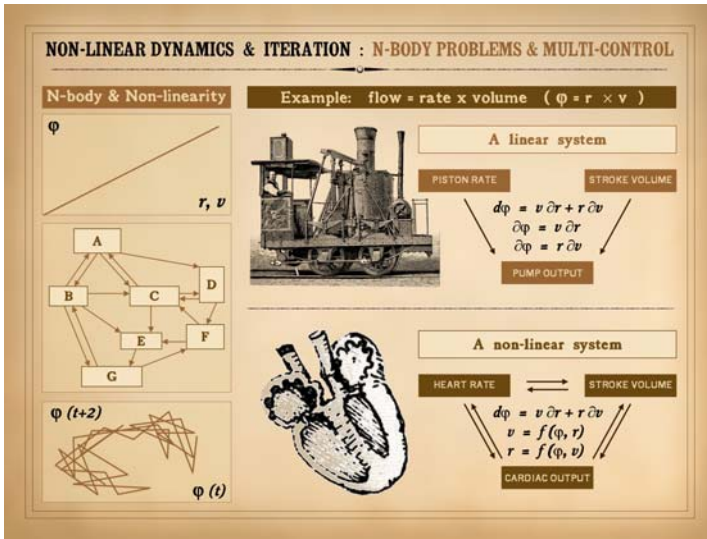 NON-LINEAR DYNAMICS & ITERATION : N-BODY PROBLEMS & MULTI-CONTROL
N-body & Non-linearity
φ
r, v
A
B
C
D
E
F
G
φ (t+2)
φ (t)
Example: flow = rate x volume ( φ = r × v )
A linear system
PISTON RATE
STROKE VOLUME
dφ = v ∂r + r ∂v
∂φ = v ∂r
∂φ = r ∂v
PUMP OUTPUT
A non-linear system
HEART RATE
STROKE VOLUME
dφ = v ∂r + r ∂v
v = f(φ, r)
r = f(φ, v)
CARDIAC OUTPUT